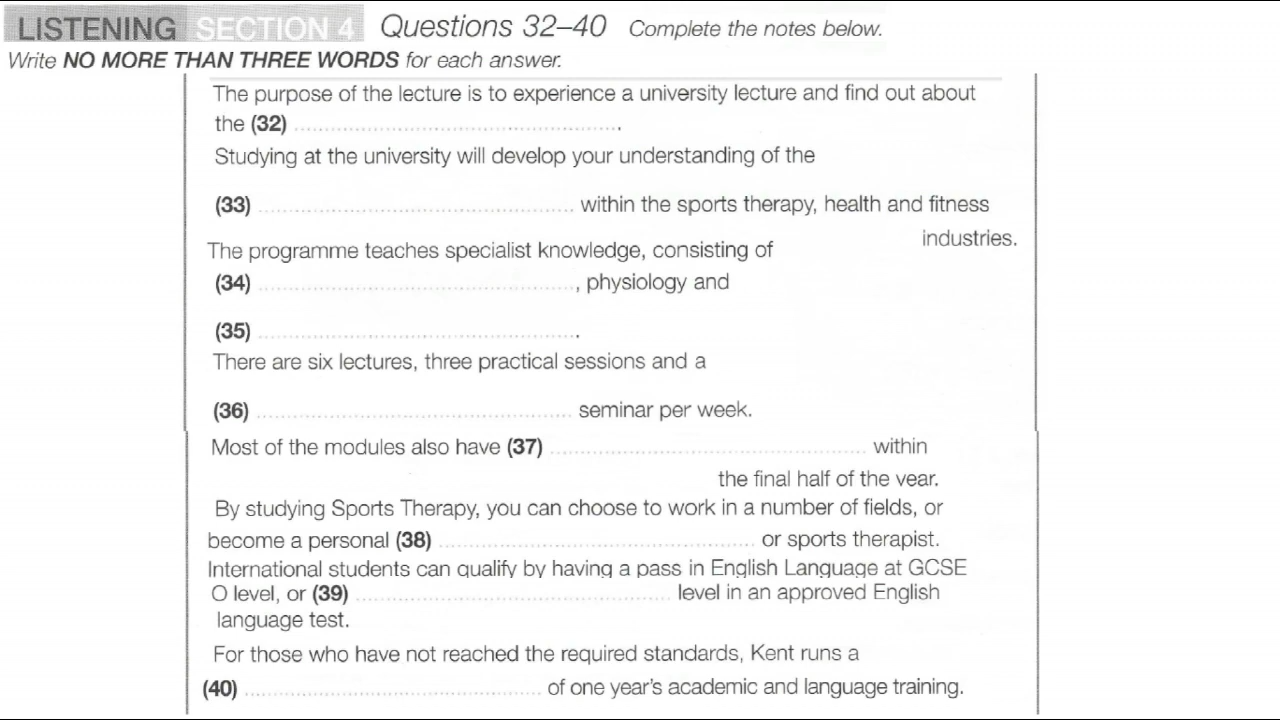 LISTENING SECTION 4 Questions 32–40 Complete the notes below.
Write NO MORE THAN THREE WORDS for each answer.
The purpose of the lecture is to experience a university lecture and find out about
the (32) ................................................ .
Studying at the university will develop your understanding of the
(33) ................................................ within the sports therapy, health and fitness
industries.
The programme teaches specialist knowledge, consisting of
(34) ................................................ , physiology and
(35) ................................................ .
There are six lectures, three practical sessions and a
(36) ................................................ seminar per week.
Most of the modules also have (37) ................................................ within
the final half of the year.
By studying Sports Therapy, you can choose to work in a number of fields, or
become a personal (38) ................................................ or sports therapist.
International students can qualify by having a pass in English Language at GCSE
O level, or (39) ................................................ level in an approved English
language test.
For those who have not reached the required standards, Kent runs a
(40) ................................................ of one year's academic and language training.